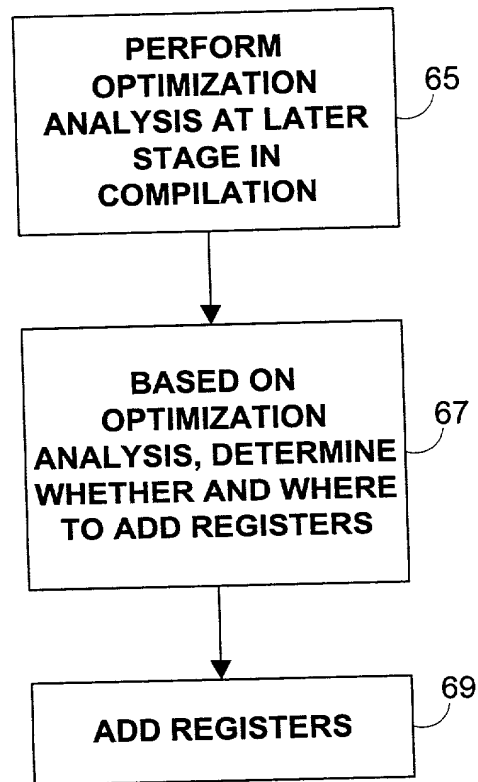 PERFORM
OPTIMIZATION
ANALYSIS AT LATER
STAGE IN
COMPILATION
65
BASED ON
OPTIMIZATION
ANALYSIS, DETERMINE
WHETHER AND WHERE
TO ADD REGISTERS
67
ADD REGISTERS
69